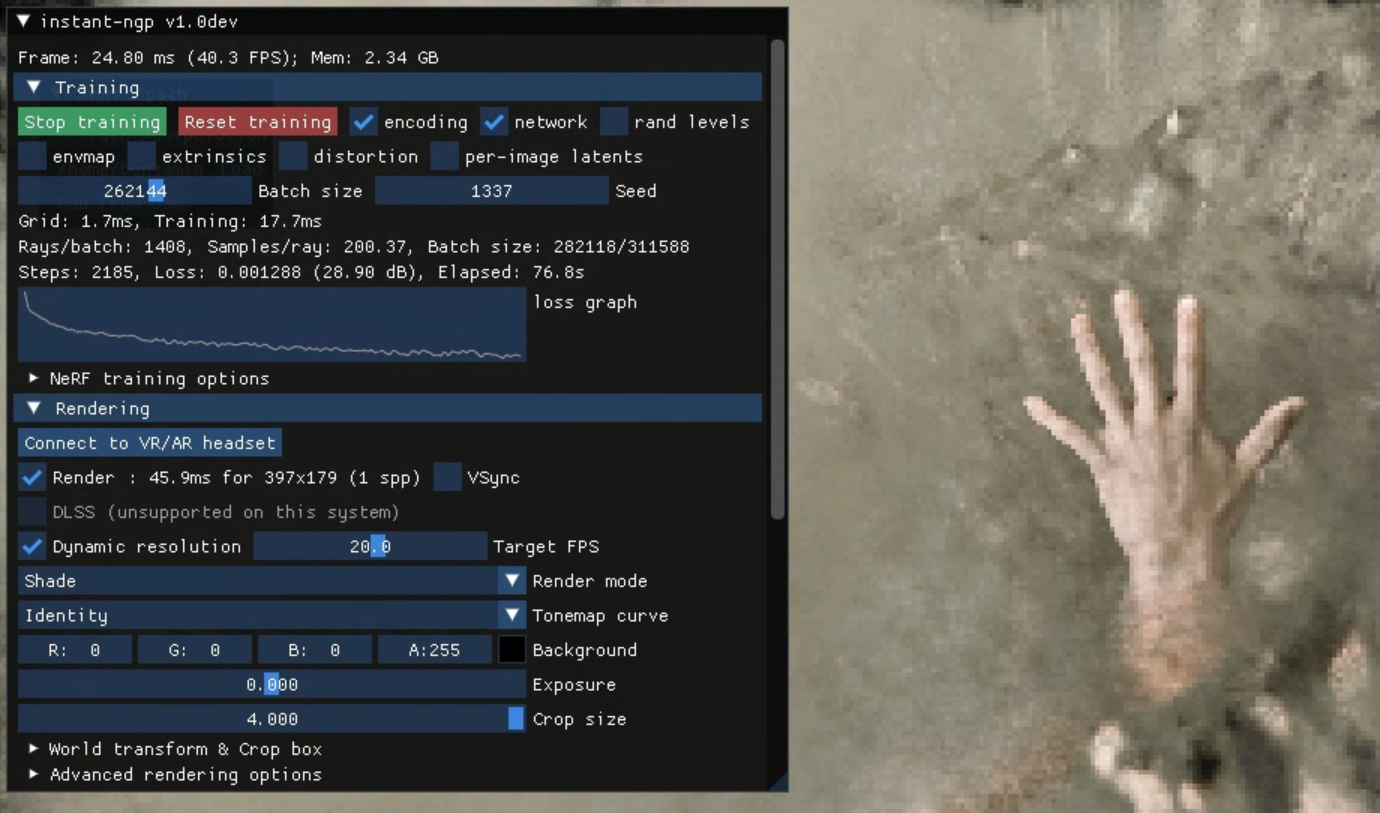 instant-ngp v1.0dev
Frame: 24.80 ms (40.3 FPS); Mem: 2.34 GB
Training
Stop training Reset training encoding network rand levels
envmap extrinsics distortion per-image latents
262144 Batch size 1337 Seed
Grid: 1.7ms, Training: 17.7ms
Rays/batch: 1408, Samples/ray: 200.37, Batch size: 282118/311588
Steps: 2185, Loss: 0.001288 (28.90 dB), Elapsed: 76.8s
loss graph
NeRF training options
Rendering
Connect to VR/AR headset
Render : 45.9ms for 397x179 (1 spp) VSync
DLSS (unsupported on this system)
Dynamic resolution 20.0 Target FPS
Shade Render mode
Identity Tonemap curve
R: 0 G: 0 B: 0 A:255 Background
0.000 Exposure
4.000 Crop size
World transform & Crop box
Advanced rendering options